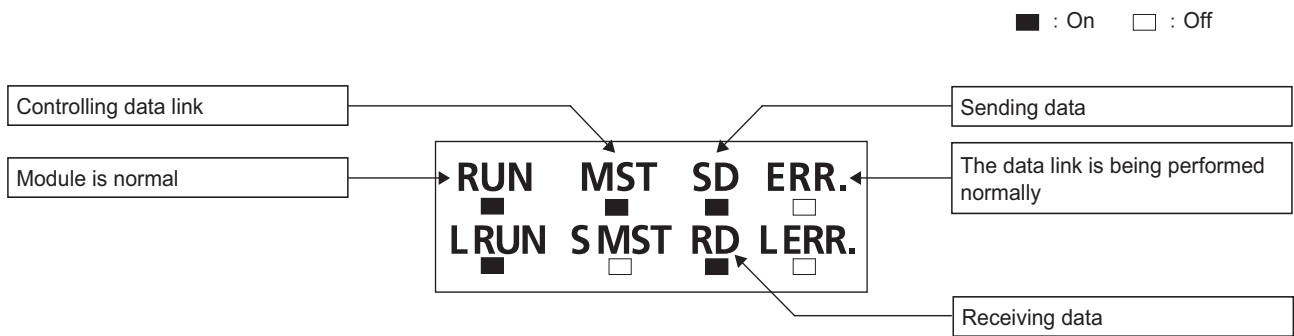 : On : Off
Controlling data link
Sending data
Module is normal
The data link is being performed
normally
RUN MST SD ERR.
L RUN S MST RD L ERR.
Receiving data